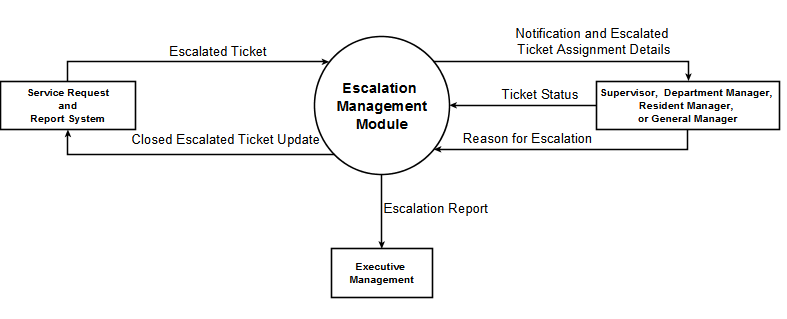 Notification and Escalated
Ticket Assignment Details
Escalated Ticket
Escalation
Management
Module
Service Request
and
Report System
Ticket Status
Supervisor, Department Manager,
Resident Manager,
or General Manager
Closed Escalated Ticket Update
Reason for Escalation
Escalation Report
Executive
Management